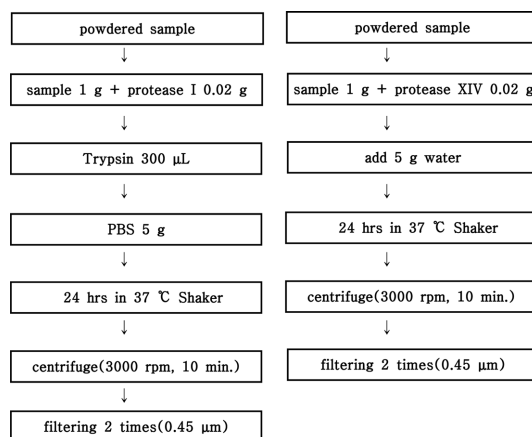 powdered sample
↓
sample 1 g + protease I 0.02 g
↓
Trypsin 300 μL
↓
PBS 5 g
↓
24 hrs in 37 ℃ Shaker
↓
centrifuge(3000 rpm, 10 min.)
↓
filtering 2 times(0.45 μm)
powdered sample
↓
sample 1 g + protease XIV 0.02 g
↓
add 5 g water
↓
24 hrs in 37 ℃ Shaker
↓
centrifuge(3000 rpm, 10 min.)
↓
filtering 2 times(0.45 μm)